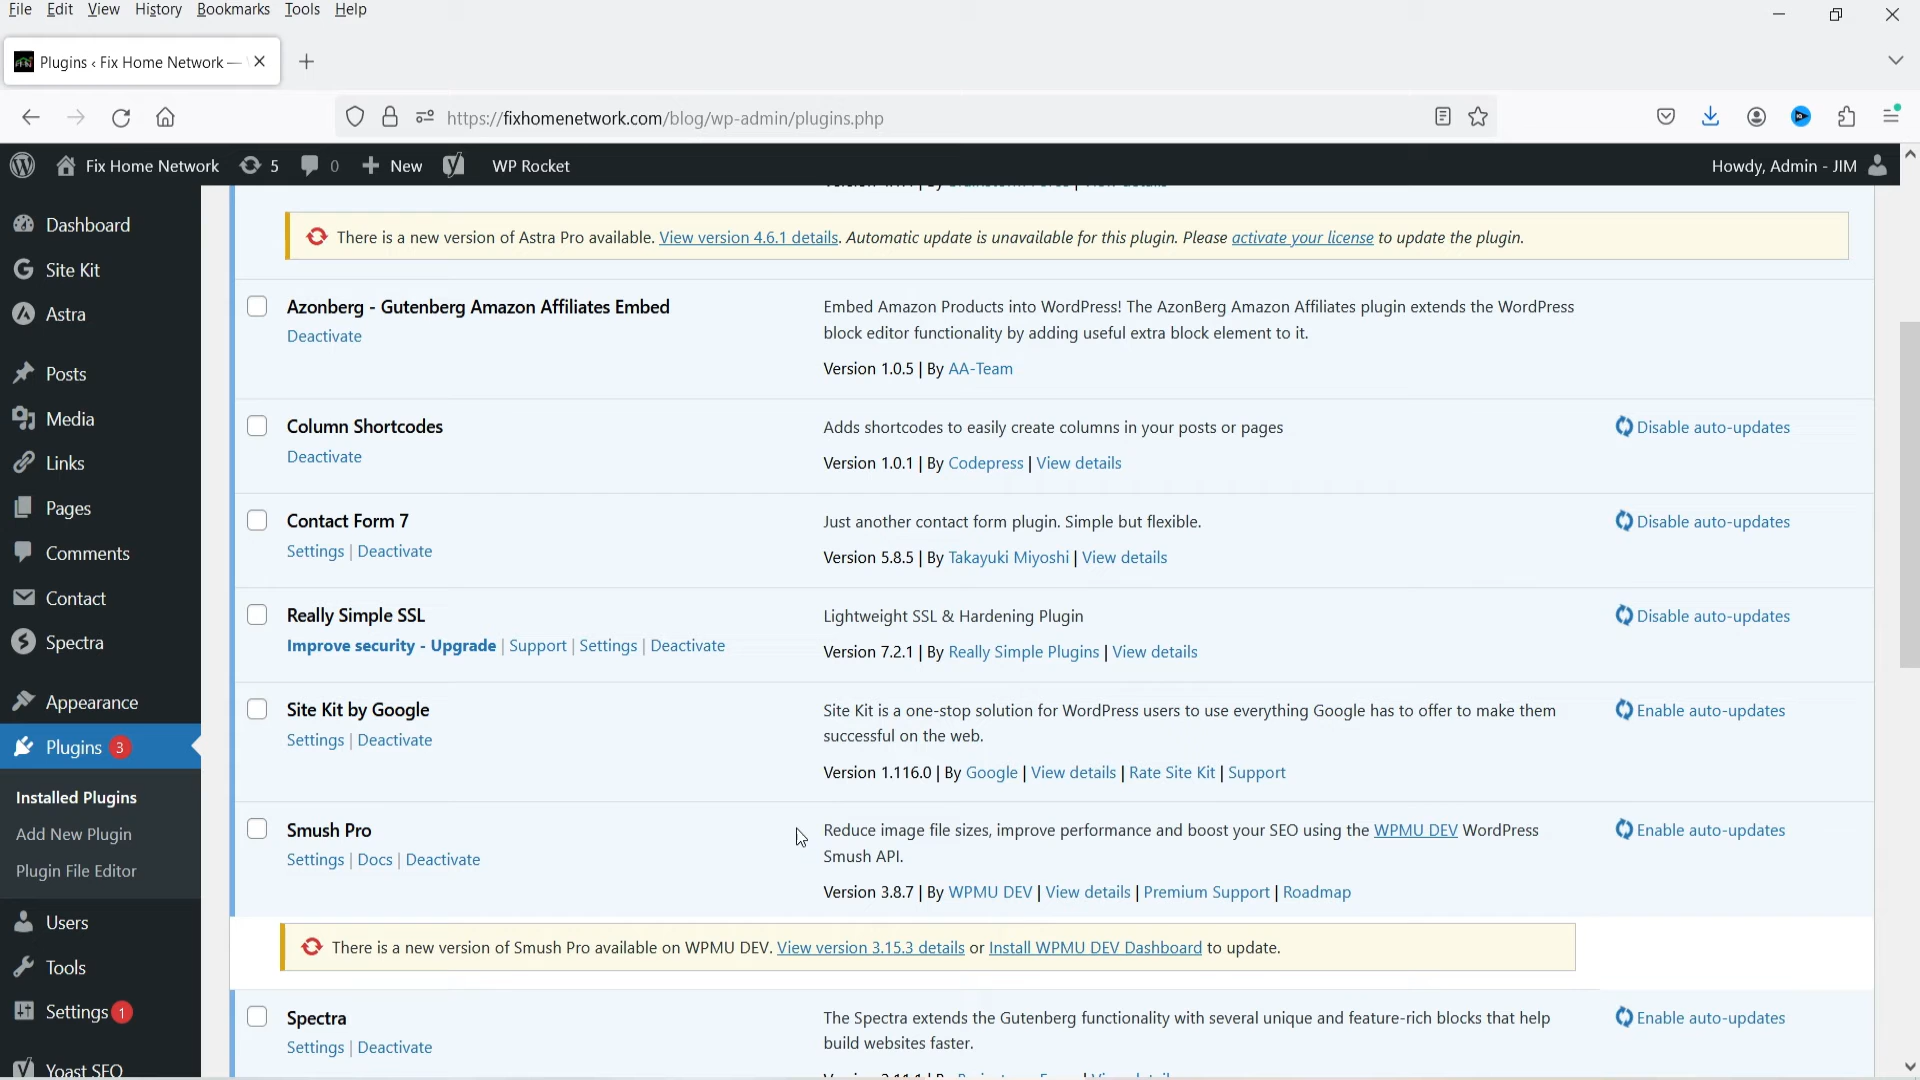 File Edit View History Bookmarks Tools Help
Plugins ‹ Fix Home Network —
https://fixhomenetwork.com/blog/wp-admin/plugins.php
Fix Home Network 5 0 New WP Rocket Howdy, Admin - JIM
Dashboard
Site Kit
Astra
Posts
Media
Links
Pages
Comments
Contact
Spectra
Appearance
Plugins 3
Installed Plugins
Add New Plugin
Plugin File Editor
Users
Tools
Settings 1
Yoast SEO
There is a new version of Astra Pro available. View version 4.6.1 details. Automatic update is unavailable for this plugin. Please activate your license to update the plugin.
Azonberg - Gutenberg Amazon Affiliates Embed
Deactivate
Embed Amazon Products into WordPress! The AzonBerg Amazon Affiliates plugin extends the WordPress
block editor functionality by adding useful extra block element to it.
Version 1.0.5 | By AA-Team
Column Shortcodes
Deactivate
Adds shortcodes to easily create columns in your posts or pages
Version 1.0.1 | By Codepress | View details
Disable auto-updates
Contact Form 7
Settings | Deactivate
Just another contact form plugin. Simple but flexible.
Version 5.8.5 | By Takayuki Miyoshi | View details
Disable auto-updates
Really Simple SSL
Improve security - Upgrade | Support | Settings | Deactivate
Lightweight SSL & Hardening Plugin
Version 7.2.1 | By Really Simple Plugins | View details
Disable auto-updates
Site Kit by Google
Settings | Deactivate
Site Kit is a one-stop solution for WordPress users to use everything Google has to offer to make them
successful on the web.
Version 1.116.0 | By Google | View details | Rate Site Kit | Support
Enable auto-updates
Smush Pro
Settings | Docs | Deactivate
Reduce image file sizes, improve performance and boost your SEO using the WPMU DEV WordPress
Smush API.
Version 3.8.7 | By WPMU DEV | View details | Premium Support | Roadmap
Enable auto-updates
There is a new version of Smush Pro available on WPMU DEV. View version 3.15.3 details or Install WPMU DEV Dashboard to update.
Spectra
Settings | Deactivate
The Spectra extends the Gutenberg functionality with several unique and feature-rich blocks that help
build websites faster.
Enable auto-updates